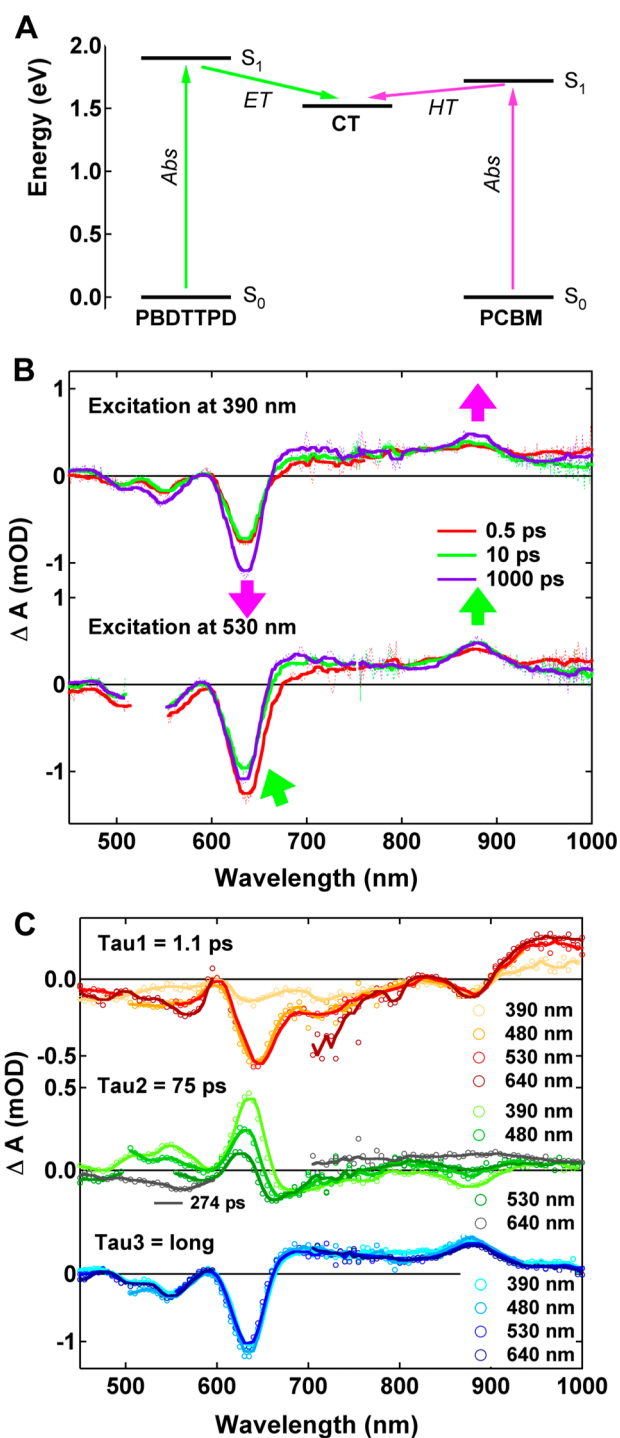 A
2.0
1.5
1.0
0.5
0.0
Energy (eV)
S1
S1
ET
HT
CT
Abs
Abs
S0
S0
PBDTTPD
PCBM
B
1
Excitation at 390 nm
0
0.5 ps
10 ps
1000 ps
-1
1
Excitation at 530 nm
0
-1
Δ A (mOD)
500 600 700 800 900 1000
Wavelength (nm)
C
Tau1 = 1.1 ps
0.0
390 nm
480 nm
530 nm
640 nm
-0.5
0.5
Tau2 = 75 ps
390 nm
480 nm
0.0
274 ps
530 nm
640 nm
Tau3 = long
0
390 nm
480 nm
530 nm
640 nm
-1
Δ A (mOD)
500 600 700 800 900 1000
Wavelength (nm)